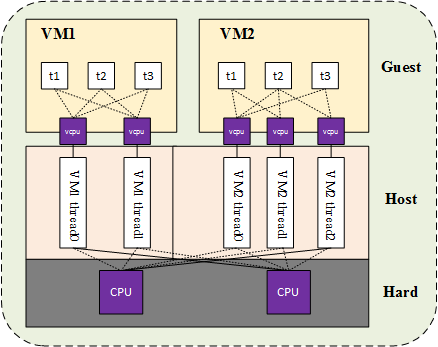 VM1
VM2
t1
t2
t3
t1
t2
t3
Guest
vcpu
vcpu
vcpu
vcpu
vcpu
VM1 thread0
VM1 thread1
VM2 thread0
VM2 thread1
VM2 thread2
Host
CPU
CPU
Hard